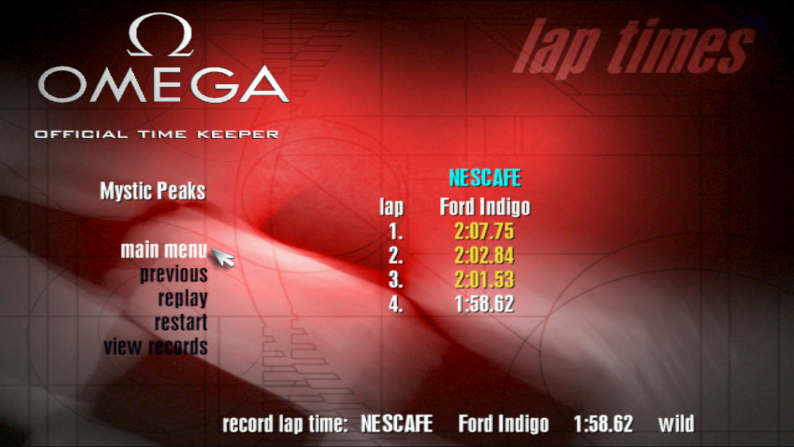 Ω
OMEGA
OFFICIAL TIME KEEPER
lap times
Mystic Peaks
main menu
previous
replay
restart
view records
NESCAFE
lap Ford Indigo
1. 2:07.75
2. 2:02.84
3. 2:01.53
4. 1:58.62
record lap time: NESCAFE Ford Indigo 1:58.62 wild